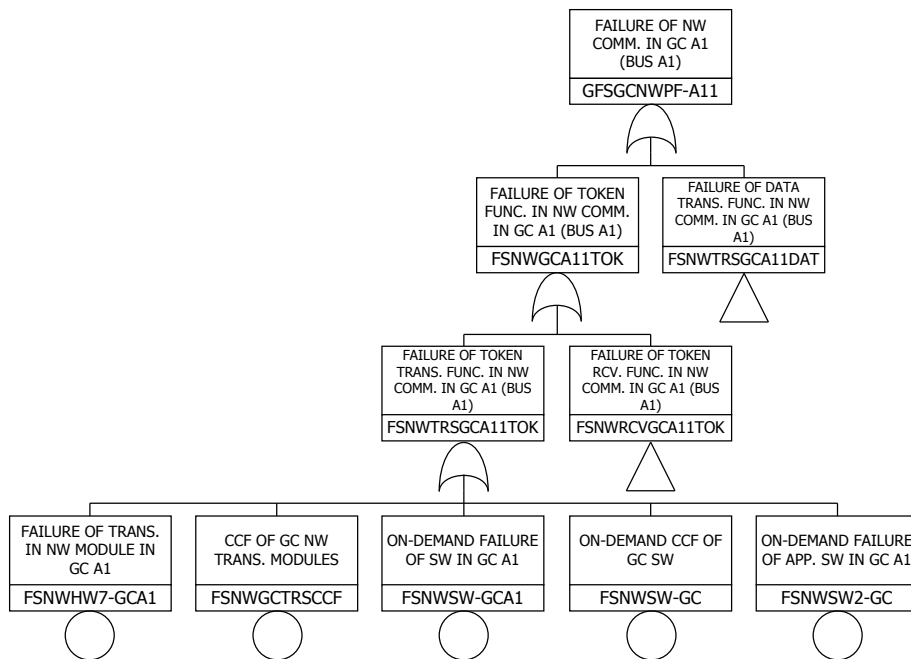 FAILURE OF NW
COMM. IN GC A1
(BUS A1)
GFSGCNWPF-A11
FAILURE OF TOKEN
FUNC. IN NW COMM.
IN GC A1 (BUS A1)
FSNWGCA11TOK
FAILURE OF DATA
TRANS. FUNC. IN NW
COMM. IN GC A1 (BUS
A1)
FSNWTRSGCA11DAT
FAILURE OF TOKEN
TRANS. FUNC. IN NW
COMM. IN GC A1 (BUS
A1)
FSNWTRSGCA11TOK
FAILURE OF TOKEN
RCV. FUNC. IN NW
COMM. IN GC A1 (BUS
A1)
FSNWRCVGCA11TOK
FAILURE OF TRANS.
IN NW MODULE IN
GC A1
FSNWHW7-GCA1
CCF OF GC NW
TRANS. MODULES
FSNWGCTRSCCF
ON-DEMAND FAILURE
OF SW IN GC A1
FSNWSW-GCA1
ON-DEMAND CCF OF
GC SW
FSNWSW-GC
ON-DEMAND FAILURE
OF APP. SW IN GC A1
FSNWSW2-GC